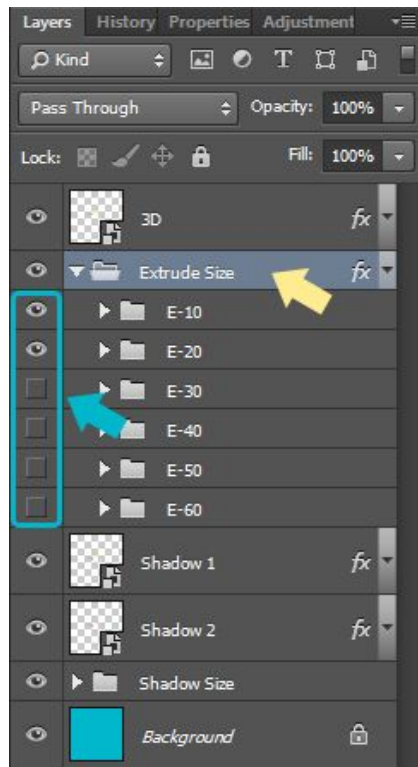 Layers History Properties Adjustment
Kind T
Pass Through Opacity: 100%
Lock: Fill: 100%
3D fx
Extrude Size fx
E-10
E-20
E-30
E-40
E-50
E-60
Shadow 1 fx
Shadow 2 fx
Shadow Size
Background